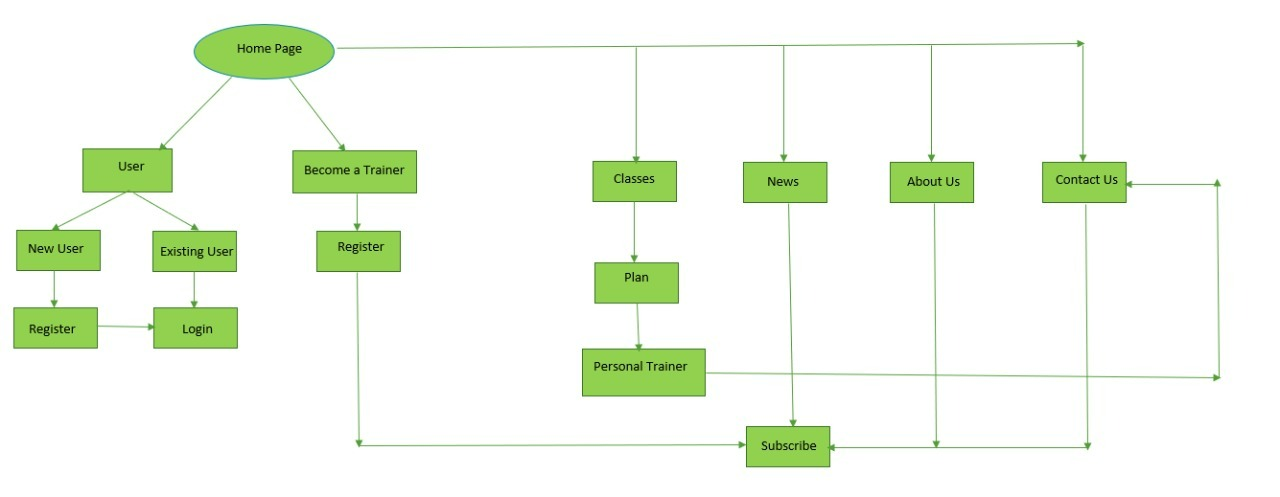 Home Page
User
Become a Trainer
Classes
News
About Us
Contact Us
New User
Existing User
Register
Plan
Register
Login
Personal Trainer
Subscribe